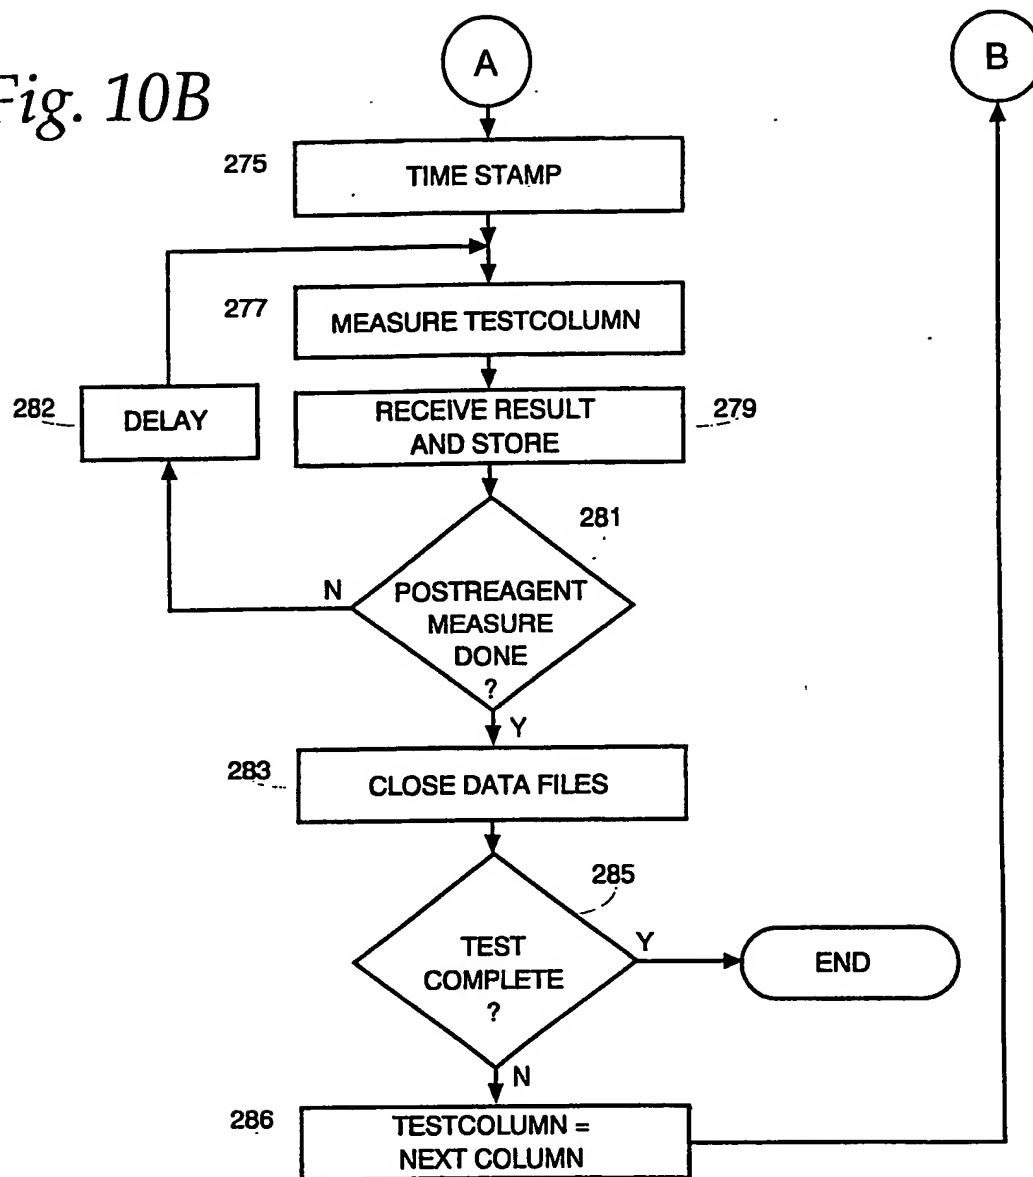 Fig. 10B
A
B
275
TIME STAMP
277
MEASURE TESTCOLUMN
282
DELAY
RECEIVE RESULT
AND STORE
279
281
N
POSTREAGENT
MEASURE
DONE
?
Y
283
CLOSE DATA FILES
285
TEST
COMPLETE
?
Y
END
N
286
TESTCOLUMN =
NEXT COLUMN